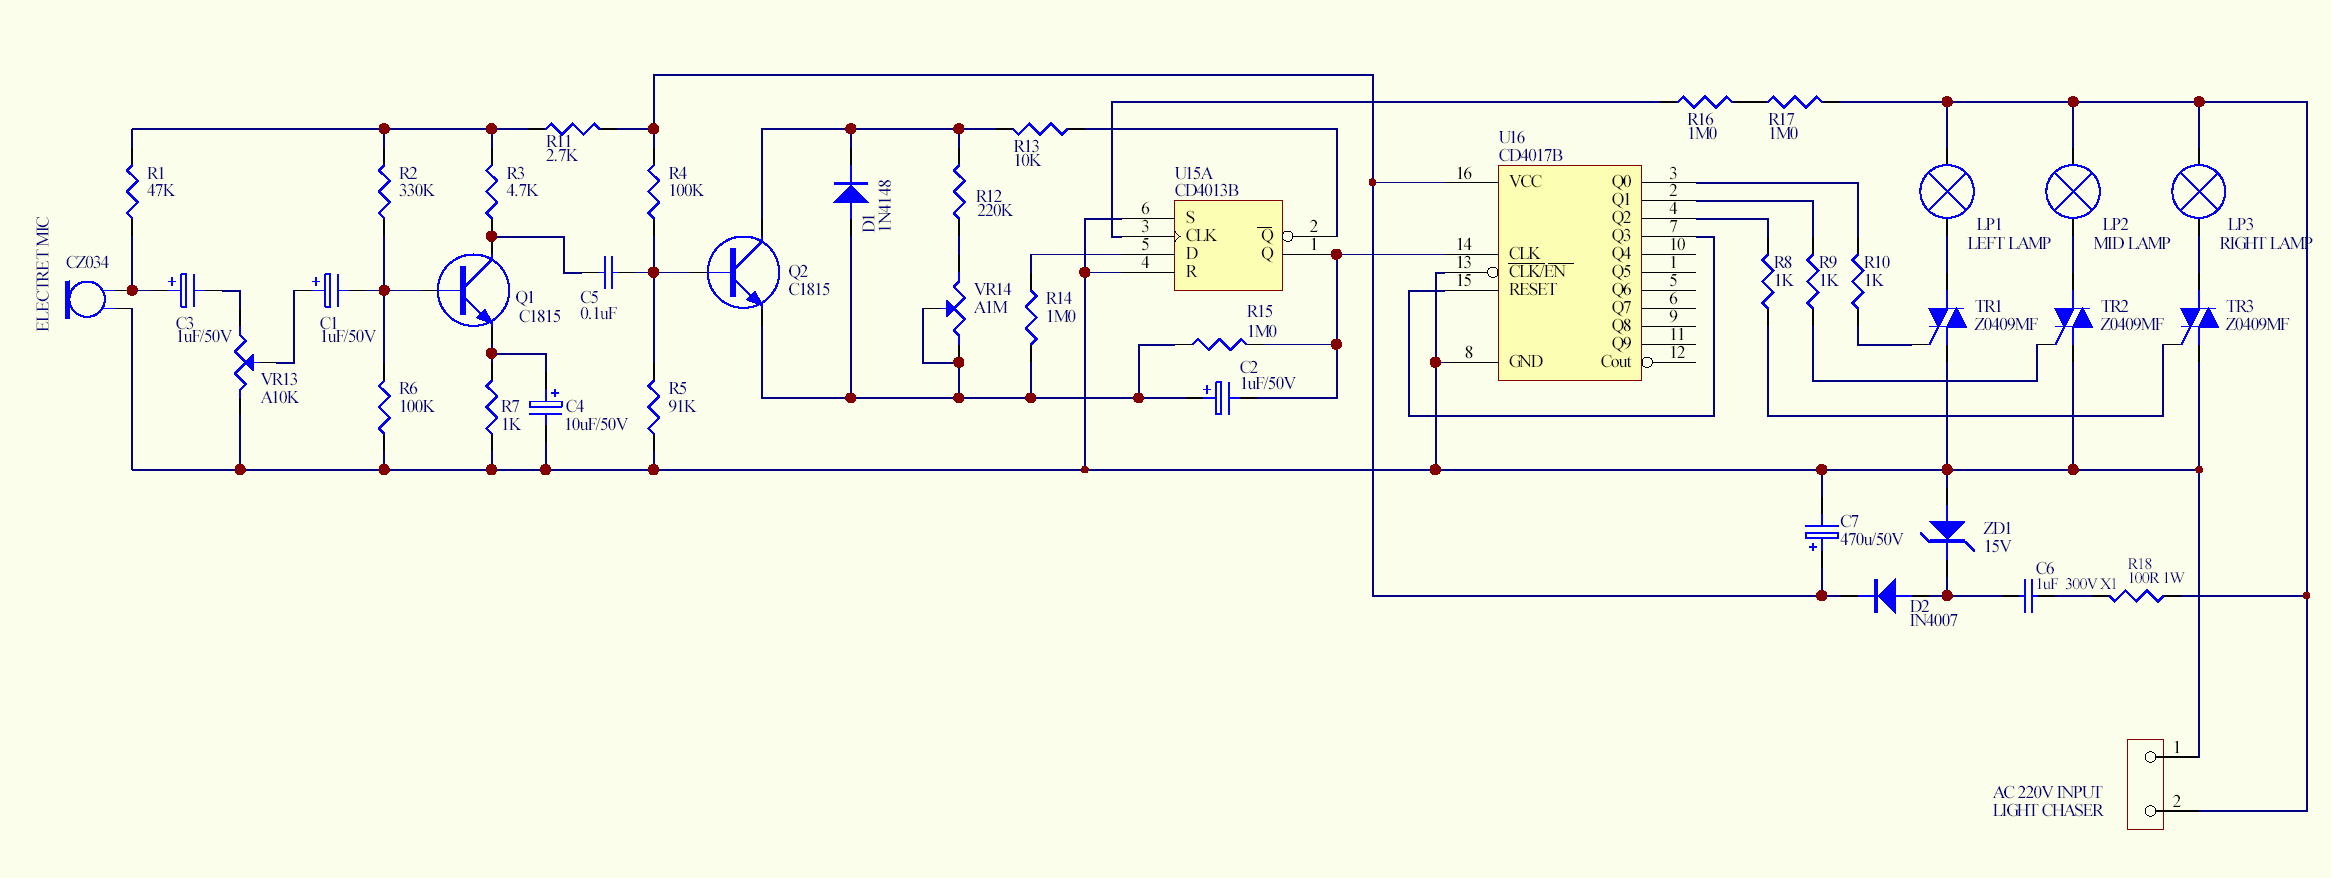 ELECTRET MIC
CZ034
R1
47K
C3
1uF/50V
VR13
A10K
C1
1uF/50V
R2
330K
R6
100K
R3
4.7K
R11
2.7K
Q1
C1815
R7
1K
C4
10uF/50V
C5
0.1uF
R4
100K
R5
91K
Q2
C1815
D1
1N4148
R12
220K
VR14
A1M
R13
10K
R14
1M0
U15A
CD4013B
6 S
3 CLK
5 D
4 R
Q 2
Q 1
R15
1M0
C2
1uF/50V
U16
CD4017B
16 VCC
14 CLK
13 CLK/EN
15 RESET
8 GND
Q0 3
Q1 2
Q2 4
Q3 7
Q4 10
Q5 1
Q6 5
Q7 6
Q8 9
Q9 11
Cout 12
R16
1M0
R17
1M0
R8
1K
R9
1K
R10
1K
LP1
LEFT LAMP
LP2
MID LAMP
LP3
RIGHT LAMP
TR1
Z0409MF
TR2
Z0409MF
TR3
Z0409MF
C7
470u/50V
ZD1
15V
D2
IN4007
C6
1uF 300V X1
R18
100R 1W
1
2
AC 220V INPUT
LIGHT CHASER